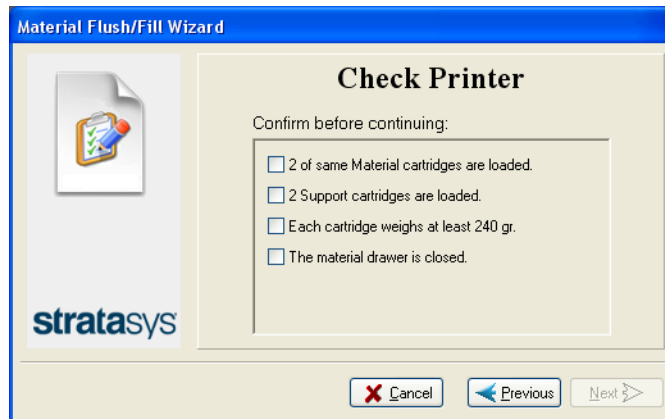 Material Flush/Fill Wizard
Check Printer
Confirm before continuing:
2 of same Material cartridges are loaded.
2 Support cartridges are loaded.
Each cartridge weighs at least 240 gr.
The material drawer is closed.
stratasys
Cancel
Previous
Next